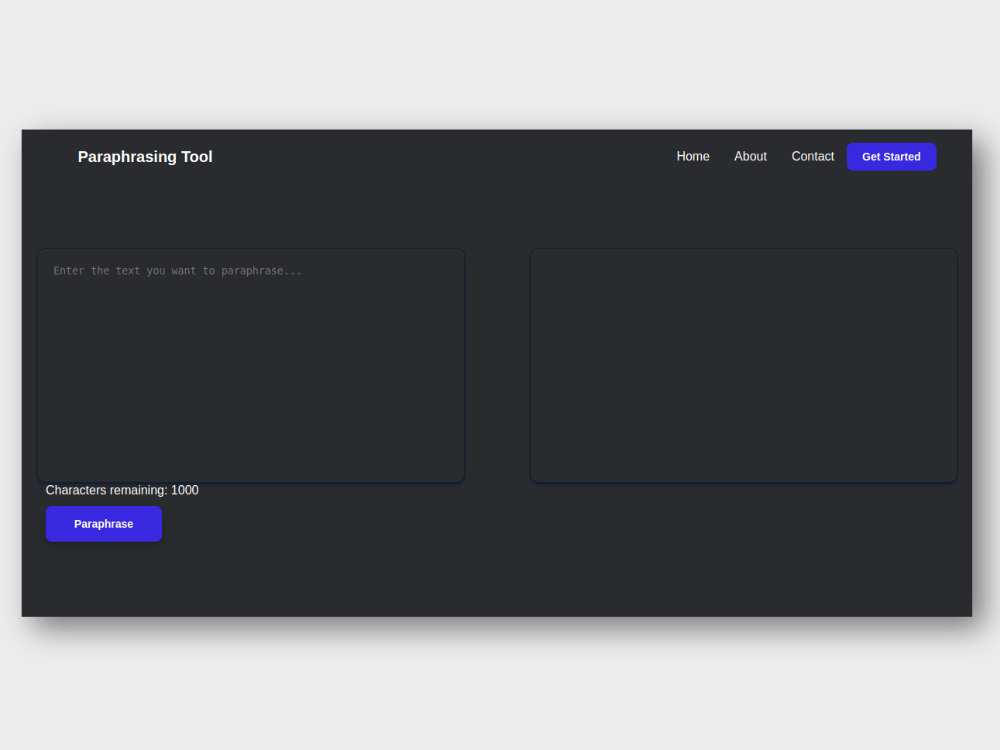 Paraphrasing Tool
Home About Contact Get Started
Enter the text you want to paraphrase...
Characters remaining: 1000
Paraphrase